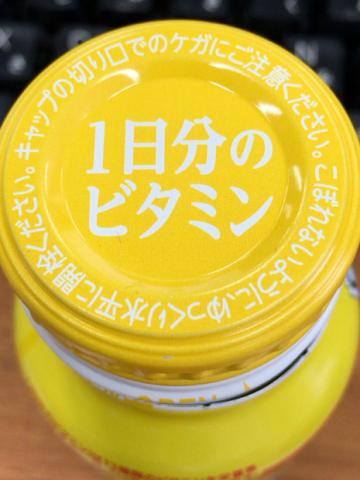 1日分の
ビタミン
キャップの切り口でのケガにご注意ください。こぼれないようにゆっくり水平に開栓ください。